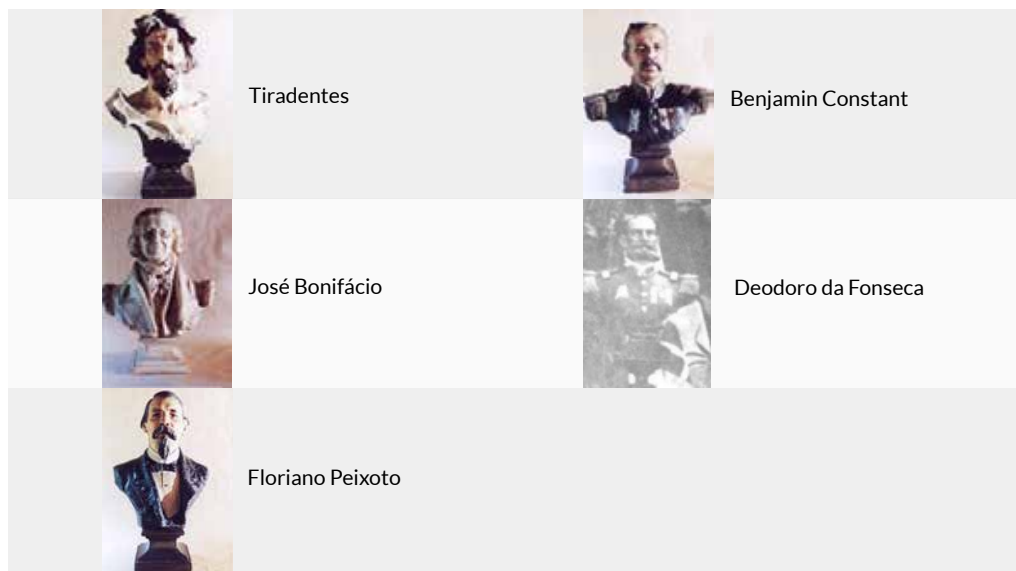 Tiradentes
Benjamin Constant
José Bonifácio
Deodoro da Fonseca
Floriano Peixoto